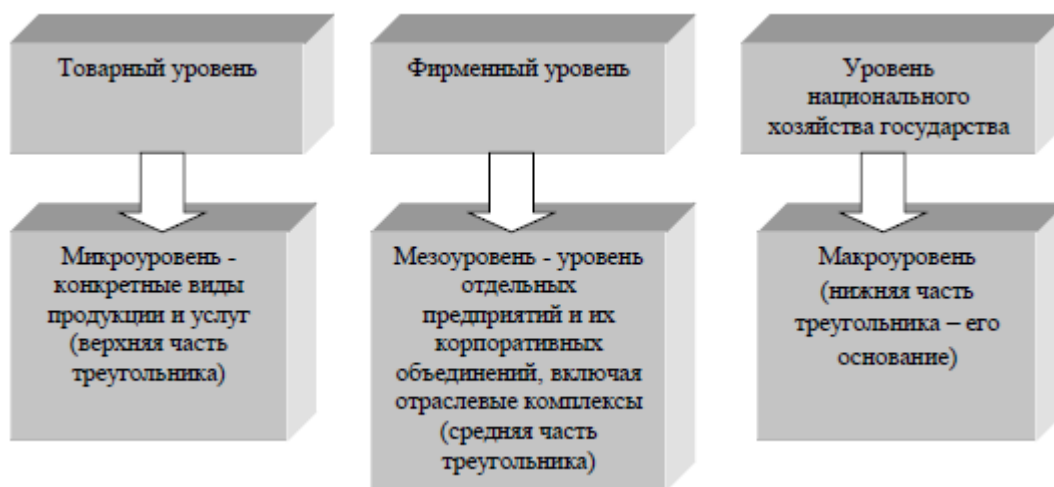 Товарный уровень
Фирменный уровень
Уровень
национального
хозяйства государства
Микроуровень -
конкретные виды
продукции и услуг
(верхняя часть
треугольника)
Мезоуровень - уровень
отдельных
предприятий и их
корпоративных
объединений, включая
отраслевые комплексы
(средняя часть
треугольника)
Макроуровень
(нижняя часть
треугольника – его
основание)